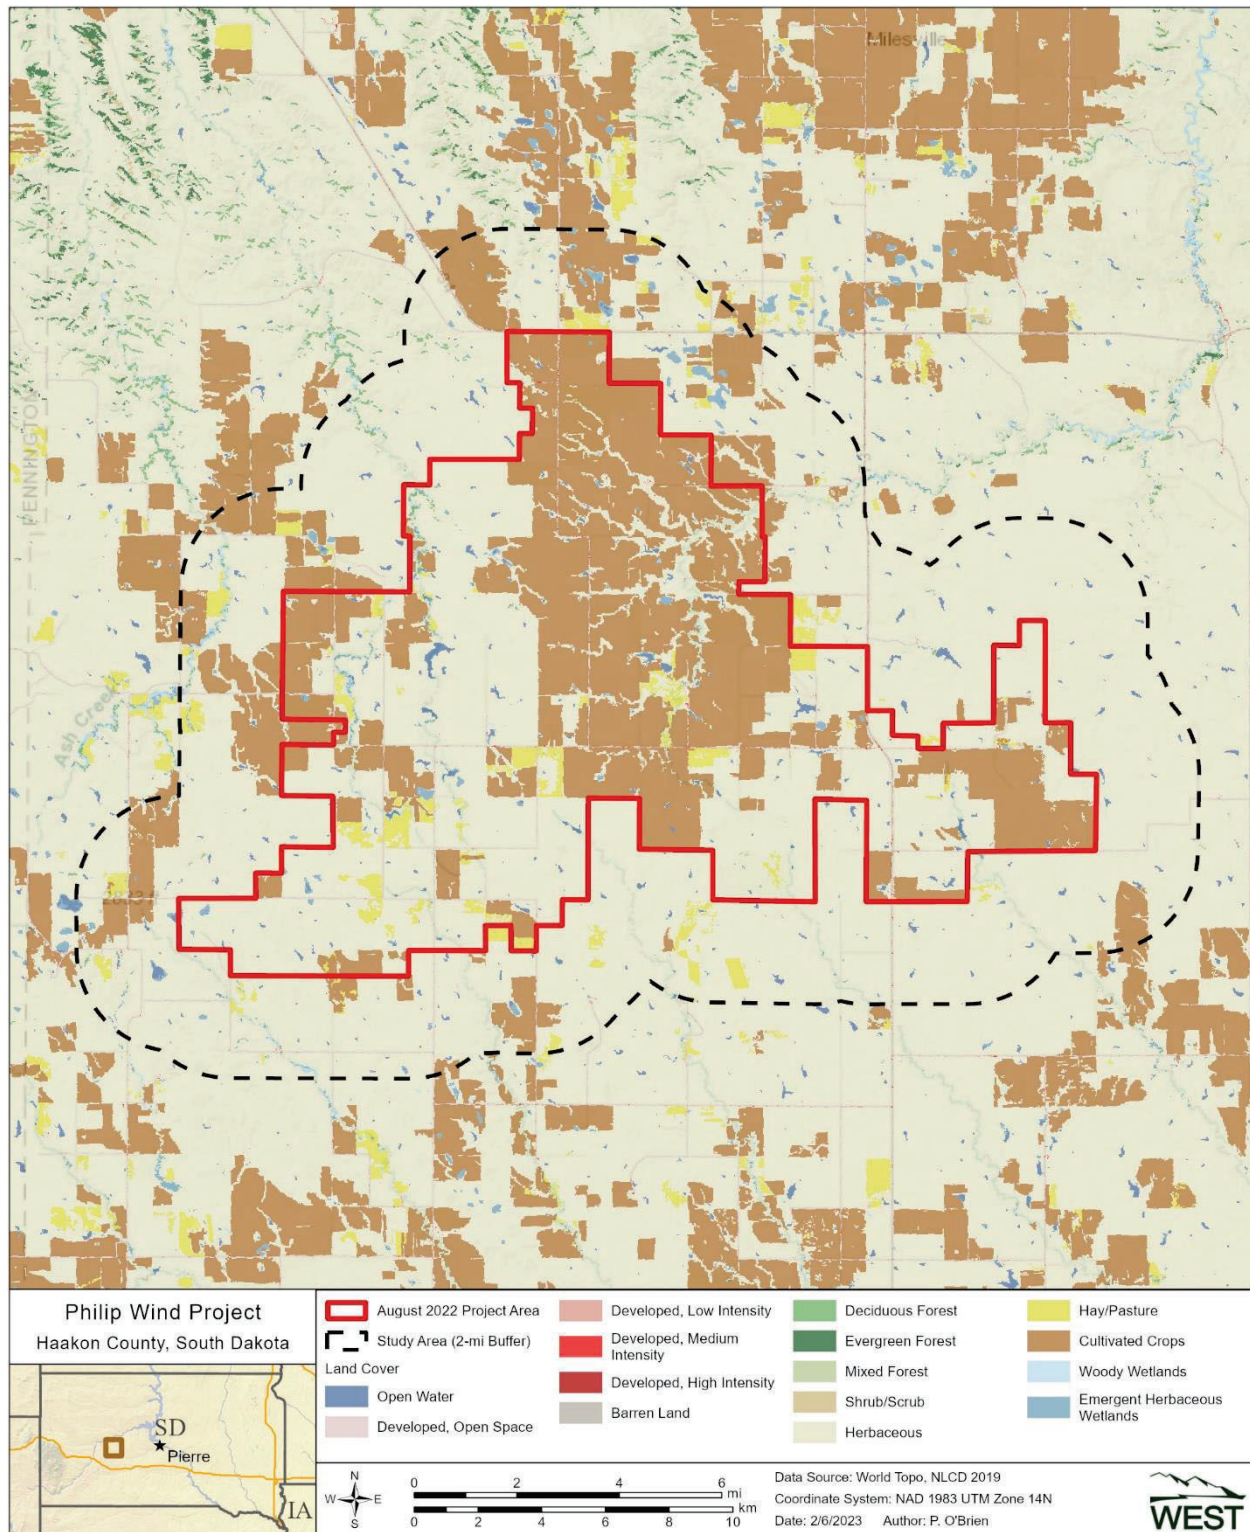 Milesville
PENNINGTON
Ash Creek
Philip Wind Project
Haakon County, South Dakota
SD
Pierre
IA
August 2022 Project Area
Study Area (2-mi Buffer)
Land Cover
Open Water
Developed, Open Space
Developed, Low Intensity
Developed, Medium
Intensity
Developed, High Intensity
Barren Land
Deciduous Forest
Evergreen Forest
Mixed Forest
Shrub/Scrub
Herbaceous
Hay/Pasture
Cultivated Crops
Woody Wetlands
Emergent Herbaceous
Wetlands
N
W E
S
0 2 4 6
mi
km
0 2 4 6 8 10
Data Source: World Topo, NLCD 2019
Coordinate System: NAD 1983 UTM Zone 14N
Date: 2/6/2023 Author: P. O'Brien
WEST